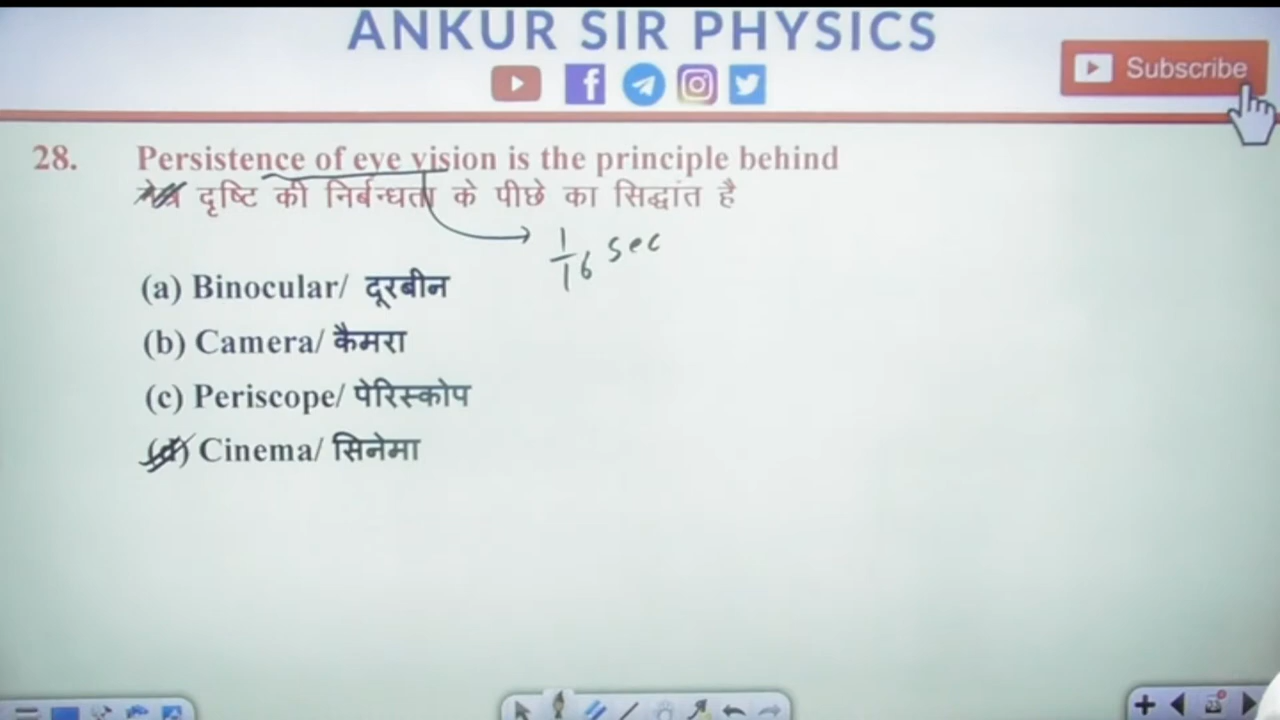 ANKUR SIR PHYSICS
Subscribe
28. Persistence of eye vision is the principle behind
नेत्र दृष्टि की निर्बन्धता के पीछे का सिद्धांत है
1/16 sec
(a) Binocular/ दूरबीन
(b) Camera/ कैमरा
(c) Periscope/ पेरिस्कोप
(d) Cinema/ सिनेमा